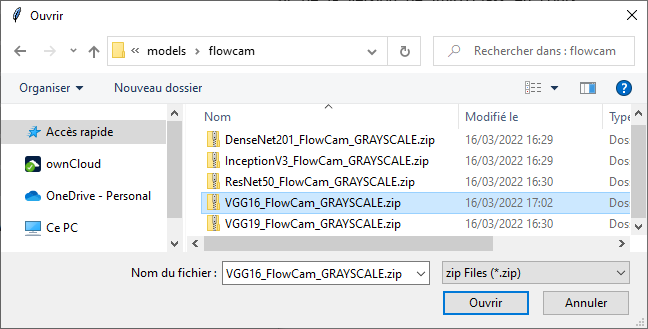 Ouvrir
« models › flowcam
Rechercher dans : flowcam
Organiser
Nouveau dossier
?
Nom
Modifié le
Type
Accès rapide
ownCloud
OneDrive - Personal
Ce PC
DenseNet201_FlowCam_GRAYSCALE.zip 16/03/2022 16:29 Dos
InceptionV3_FlowCam_GRAYSCALE.zip 16/03/2022 16:29 Dos
ResNet50_FlowCam_GRAYSCALE.zip 16/03/2022 16:30 Dos
VGG16_FlowCam_GRAYSCALE.zip 16/03/2022 17:02 Dos
VGG19_FlowCam_GRAYSCALE.zip 16/03/2022 16:30 Dos
Nom du fichier : VGG16_FlowCam_GRAYSCALE.zip
zip Files (*.zip)
Ouvrir
Annuler